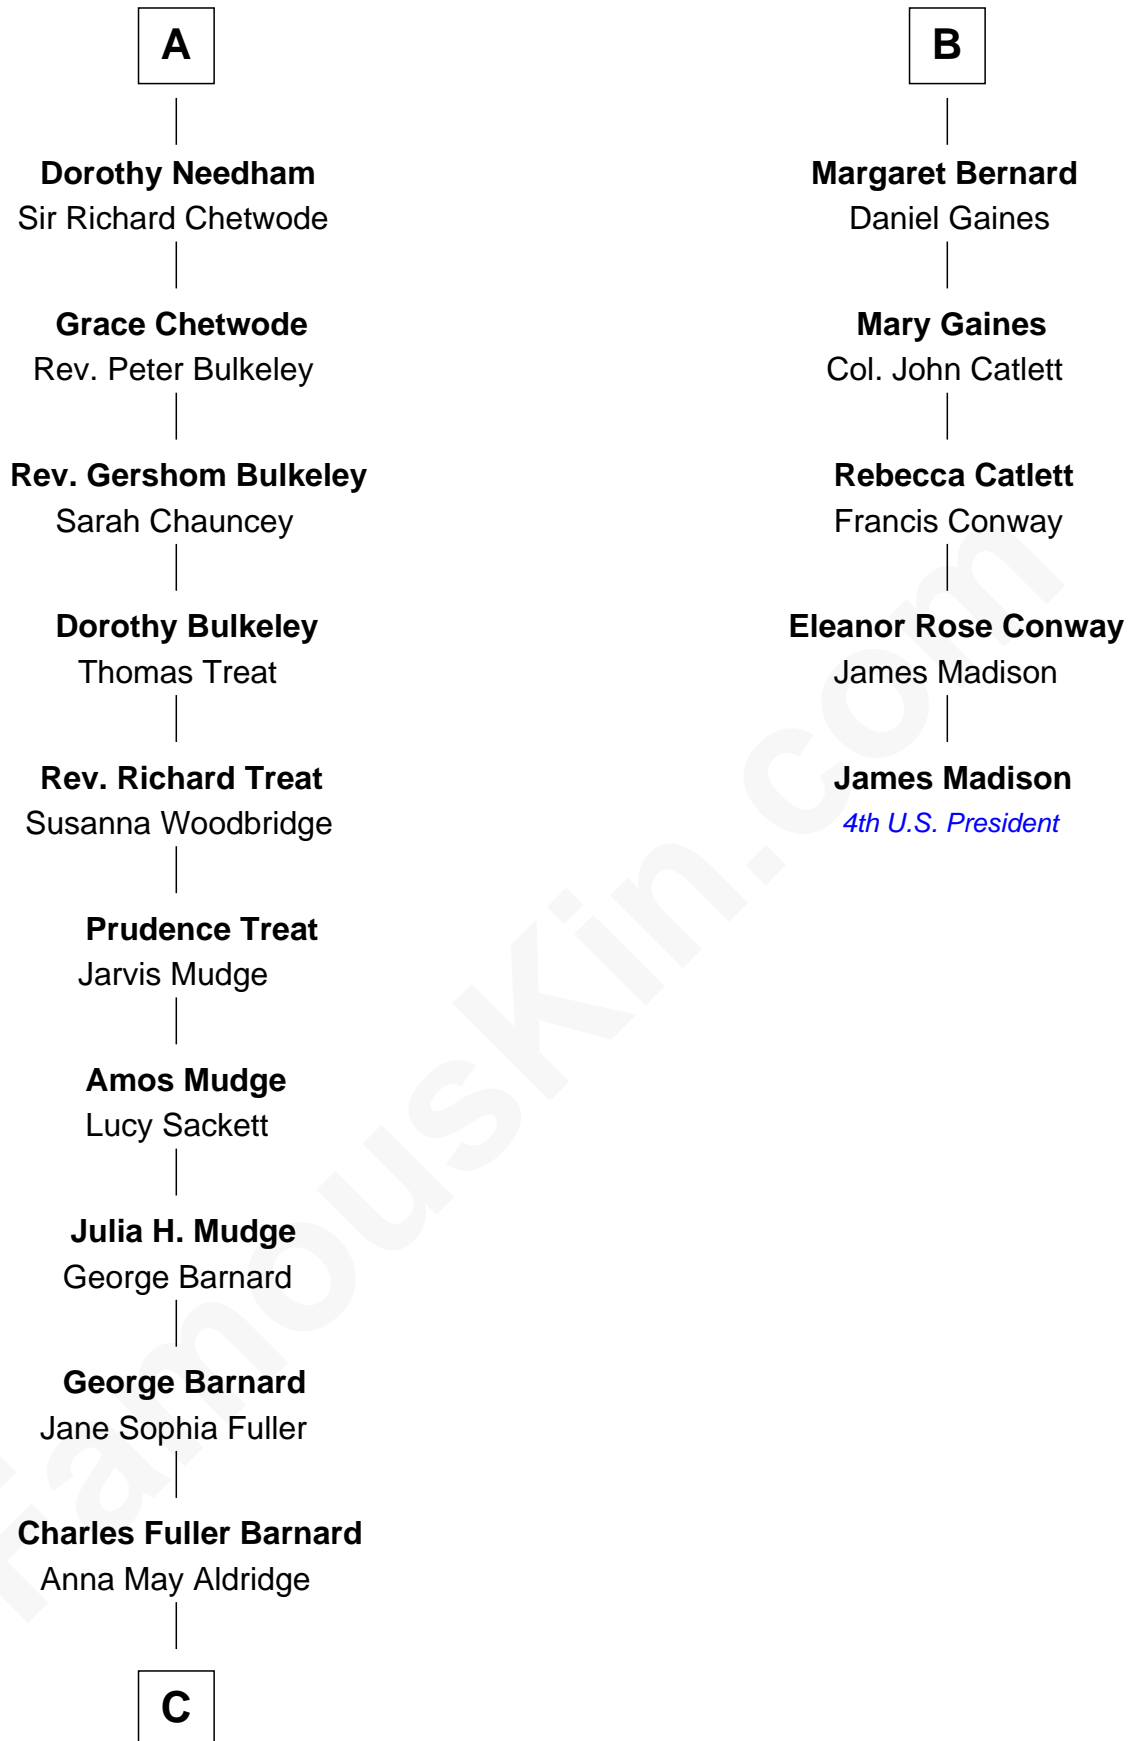 A
Dorothy Needham
Sir Richard Chetwode
Grace Chetwode
Rev. Peter Bulkeley
Rev. Gershom Bulkeley
Sarah Chauncey
Dorothy Bulkeley
Thomas Treat
Rev. Richard Treat
Susanna Woodbridge
Prudence Treat
Jarvis Mudge
Amos Mudge
Lucy Sackett
Julia H. Mudge
George Barnard
George Barnard
Jane Sophia Fuller
Charles Fuller Barnard
Anna May Aldridge
C
B
Margaret Bernard
Daniel Gaines
Mary Gaines
Col. John Catlett
Rebecca Catlett
Francis Conway
Eleanor Rose Conway
James Madison
James Madison
4th U.S. President
FamousKin.com